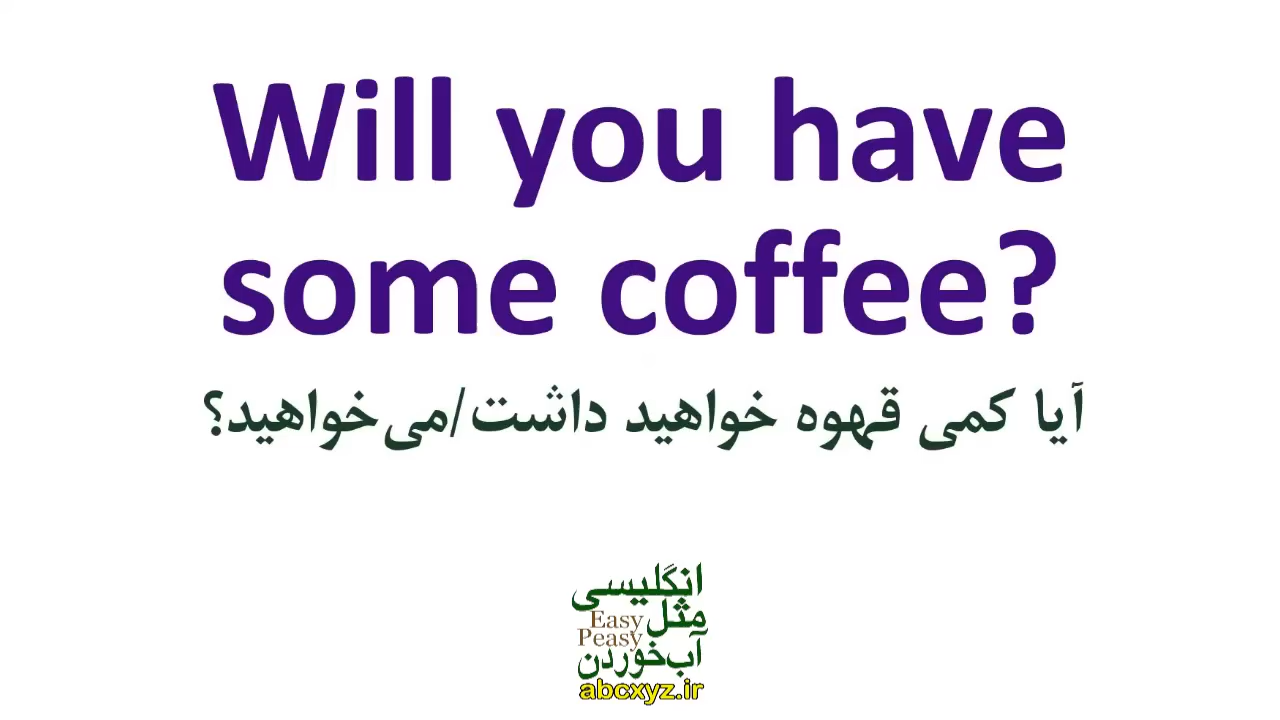 Will you have
some coffee?
آیا کمی قهوه خواهید داشت/می‌خواهید؟
انگلیسی
مثل Easy
Peasy
آب‌خوردن
abcxyz.ir